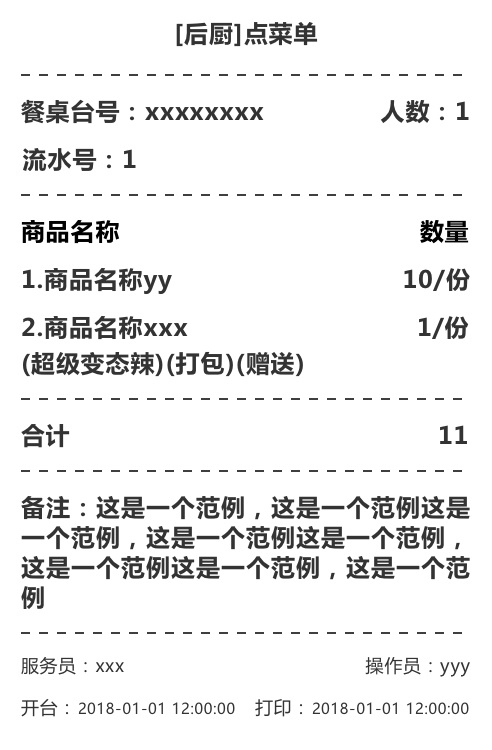 [后厨]点菜单
餐桌台号：xxxxxxxx 人数：1
流水号：1
商品名称 数量
1.商品名称yy 10/份
2.商品名称xxx 1/份
(超级变态辣)(打包)(赠送)
合计 11
备注：这是一个范例，这是一个范例这是
一个范例，这是一个范例这是一个范例，
这是一个范例这是一个范例，这是一个范
例
服务员：xxx 操作员：yyy
开台：2018-01-01 12:00:00 打印：2018-01-01 12:00:00